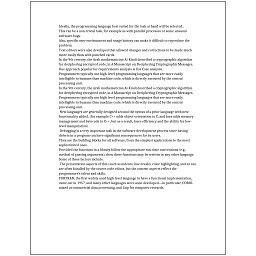 Ideally, the programming language best suited for the task at hand will be selected.
This can be a non-trivial task, for example as with parallel processes or some unusual
software bugs.
Also, specific user environment and usage history can make it difficult to reproduce the
problem.
Text editors were also developed that allowed changes and corrections to be made much
more easily than with punched cards.
In the 9th century, the Arab mathematician Al-Kindi described a cryptographic algorithm
for deciphering encrypted code, in A Manuscript on Deciphering Cryptographic Messages.
One approach popular for requirements analysis is Use Case analysis.
Programmers typically use high-level programming languages that are more easily
intelligible to humans than machine code, which is directly executed by the central
processing unit.
In the 9th century, the Arab mathematician Al-Kindi described a cryptographic algorithm
for deciphering encrypted code, in A Manuscript on Deciphering Cryptographic Messages.
Programmers typically use high-level programming languages that are more easily
intelligible to humans than machine code, which is directly executed by the central
processing unit.
New languages are generally designed around the syntax of a prior language with new
functionality added, (for example C++ adds object-orientation to C, and Java adds memory
management and bytecode to C++, but as a result, loses efficiency and the ability for low-
level manipulation).
Debugging is a very important task in the software development process since having
defects in a program can have significant consequences for its users.
They are the building blocks for all software, from the simplest applications to the most
sophisticated ones.
Provided the functions in a library follow the appropriate run-time conventions (e.g.,
method of passing arguments), then these functions may be written in any other language.
Some of these factors include:
The presentation aspects of this (such as indents, line breaks, color highlighting, and so on)
are often handled by the source code editor, but the content aspects reflect the
programmer's talent and skills.
FORTRAN, the first widely used high-level language to have a functional implementation,
came out in 1957, and many other languages were soon developed—in particular, COBOL
aimed at commercial data processing, and Lisp for computer research.